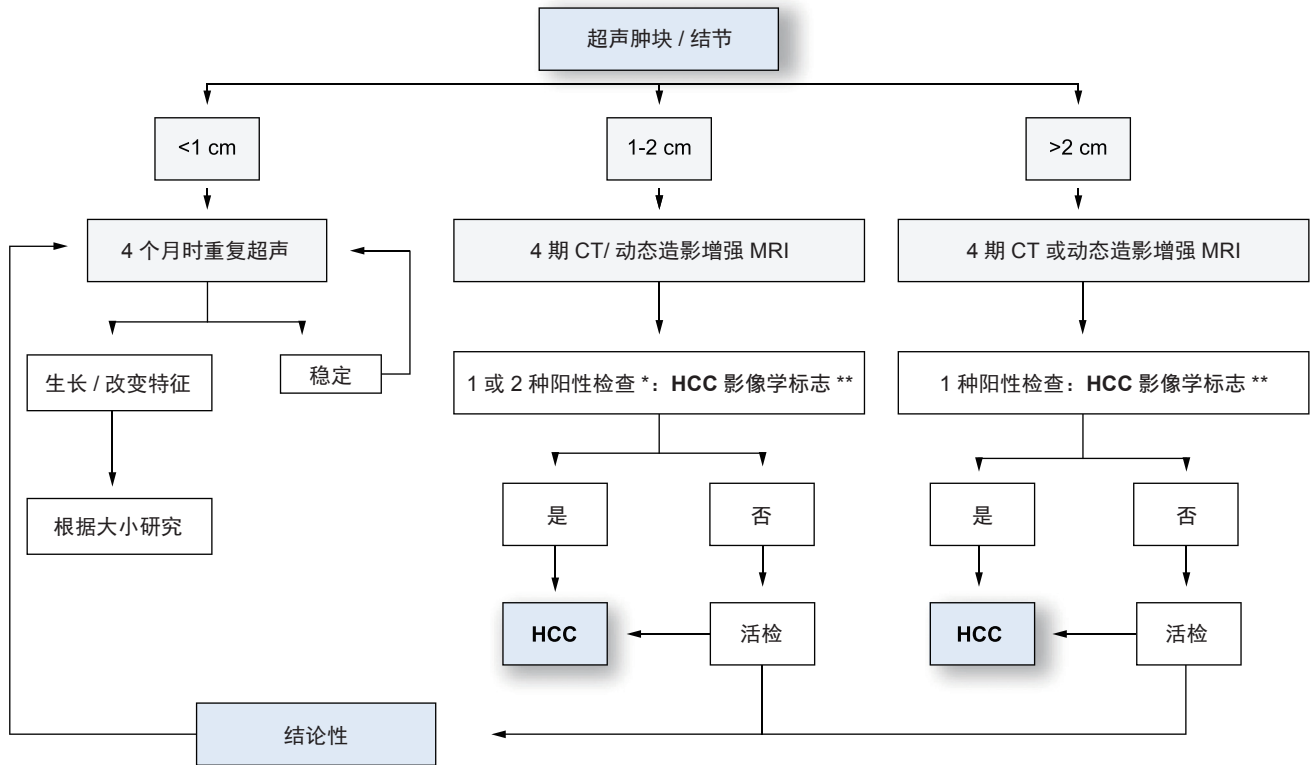 超声肿块 / 结节
<1 cm
1-2 cm
>2 cm
4 个月时重复超声
4 期 CT/ 动态造影增强 MRI
4 期 CT 或动态造影增强 MRI
生长 / 改变特征
稳定
1 或 2 种阳性检查 *：HCC 影像学标志 **
1 种阳性检查：HCC 影像学标志 **
根据大小研究
是
否
是
否
HCC
活检
HCC
活检
结论性